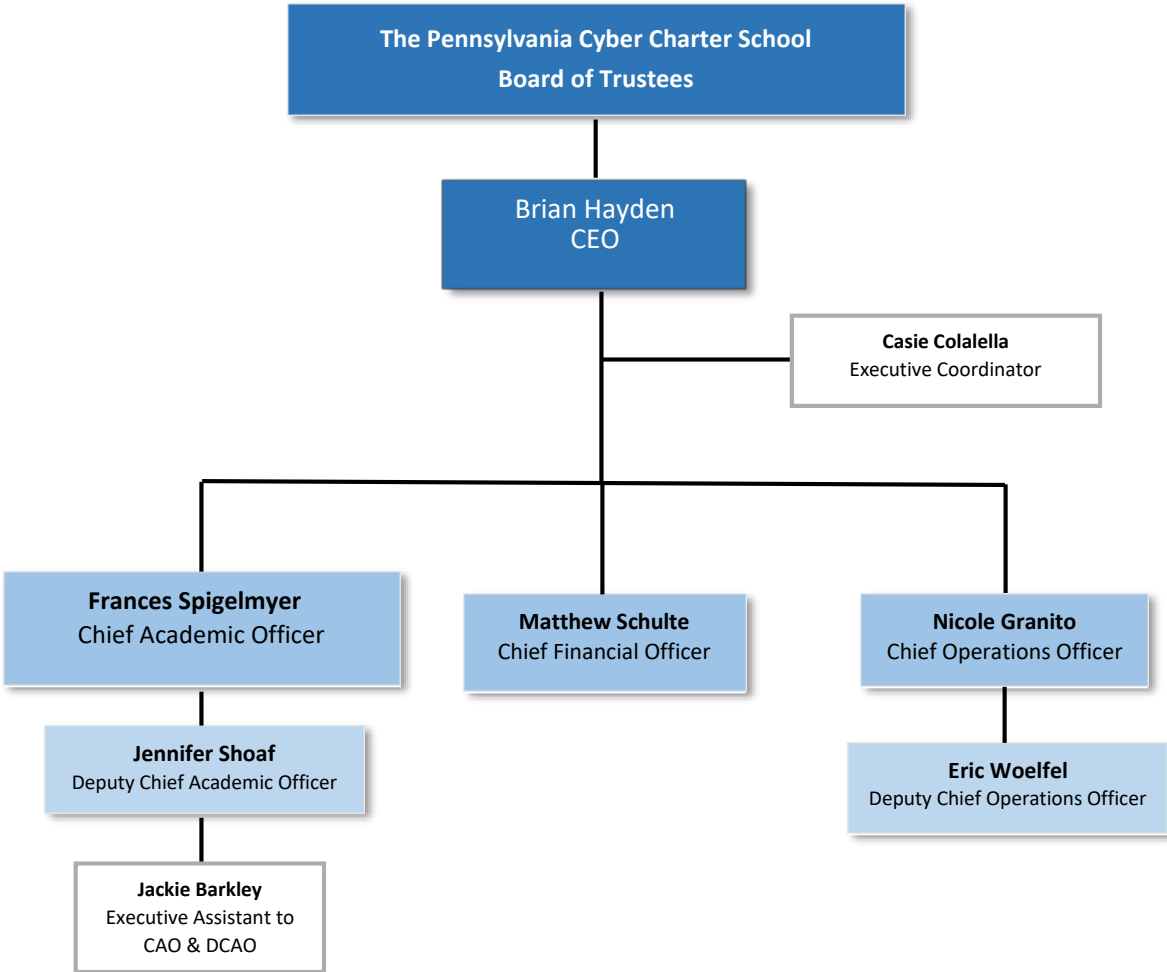 The Pennsylvania Cyber Charter School
Board of Trustees
Brian Hayden
CEO
Casie Colalella
Executive Coordinator
Frances Spigelmyer
Chief Academic Officer
Matthew Schulte
Chief Financial Officer
Nicole Granito
Chief Operations Officer
Jennifer Shoaf
Deputy Chief Academic Officer
Eric Woelfel
Deputy Chief Operations Officer
Jackie Barkley
Executive Assistant to
CAO & DCAO